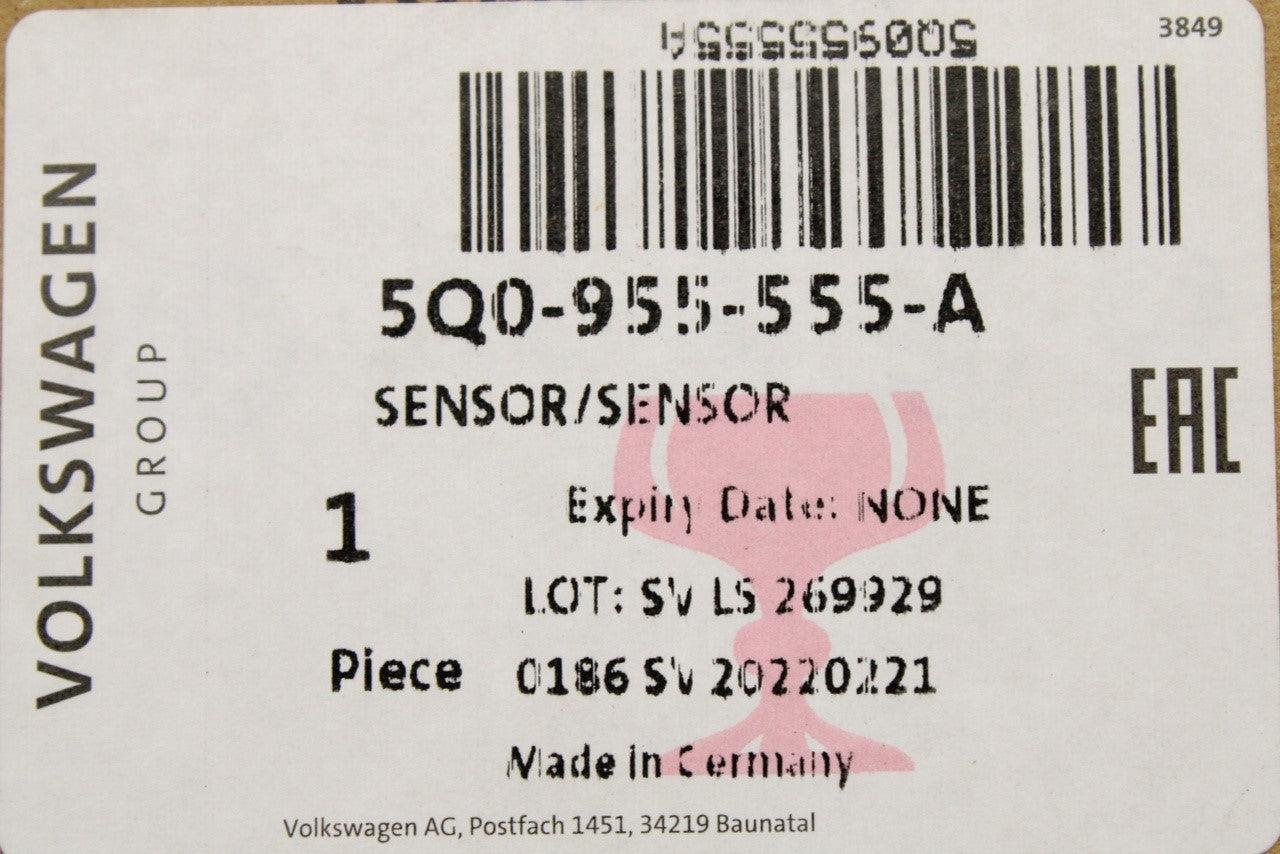 5Q0955555A
3849
5Q0-955-555-A
SENSOR/SENSOR
EAC
1
Expiry Date: NONE
LOT: SV LS 269929
Piece 0186 SV 20220221
Made in Germany
Volkswagen AG, Postfach 1451, 34219 Baunatal
VOLKSWAGEN
GROUP